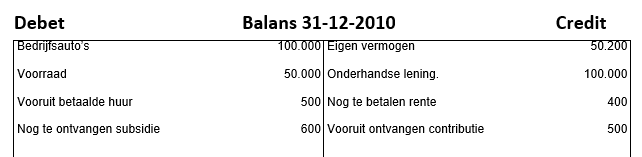 Debet Balans 31-12-2010 Credit
Bedrijfsauto's 100.000 Eigen vermogen 50.200
Voorraad 50.000 Onderhandse lening. 100.000
Vooruit betaalde huur 500 Nog te betalen rente 400
Nog te ontvangen subsidie 600 Vooruit ontvangen contributie 500